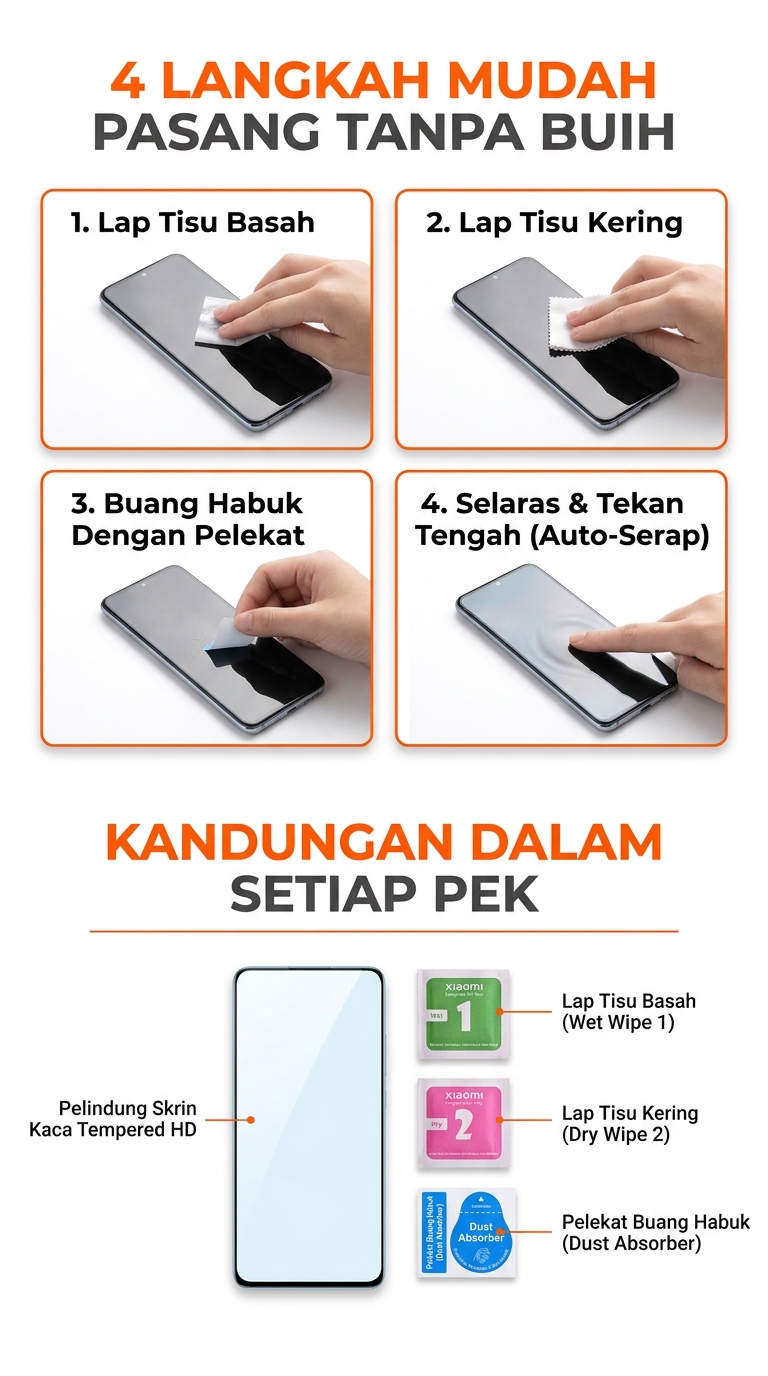 4 LANGKAH MUDAH
PASANG TANPA BUIH
1. Lap Tisu Basah
2. Lap Tisu Kering
3. Buang Habuk
Dengan Pelekat
4. Selaras & Tekan
Tengah (Auto-Serap)
KANDUNGAN DALAM
SETIAP PEK
Pelindung Skrin
Kaca Tempered HD
xiaomi
1
Lap Tisu Basah
(Wet Wipe 1)
xiaomi
2
Lap Tisu Kering
(Dry Wipe 2)
Dust
Absorber
Pelekat Buang Habuk
(Dust Absorber)